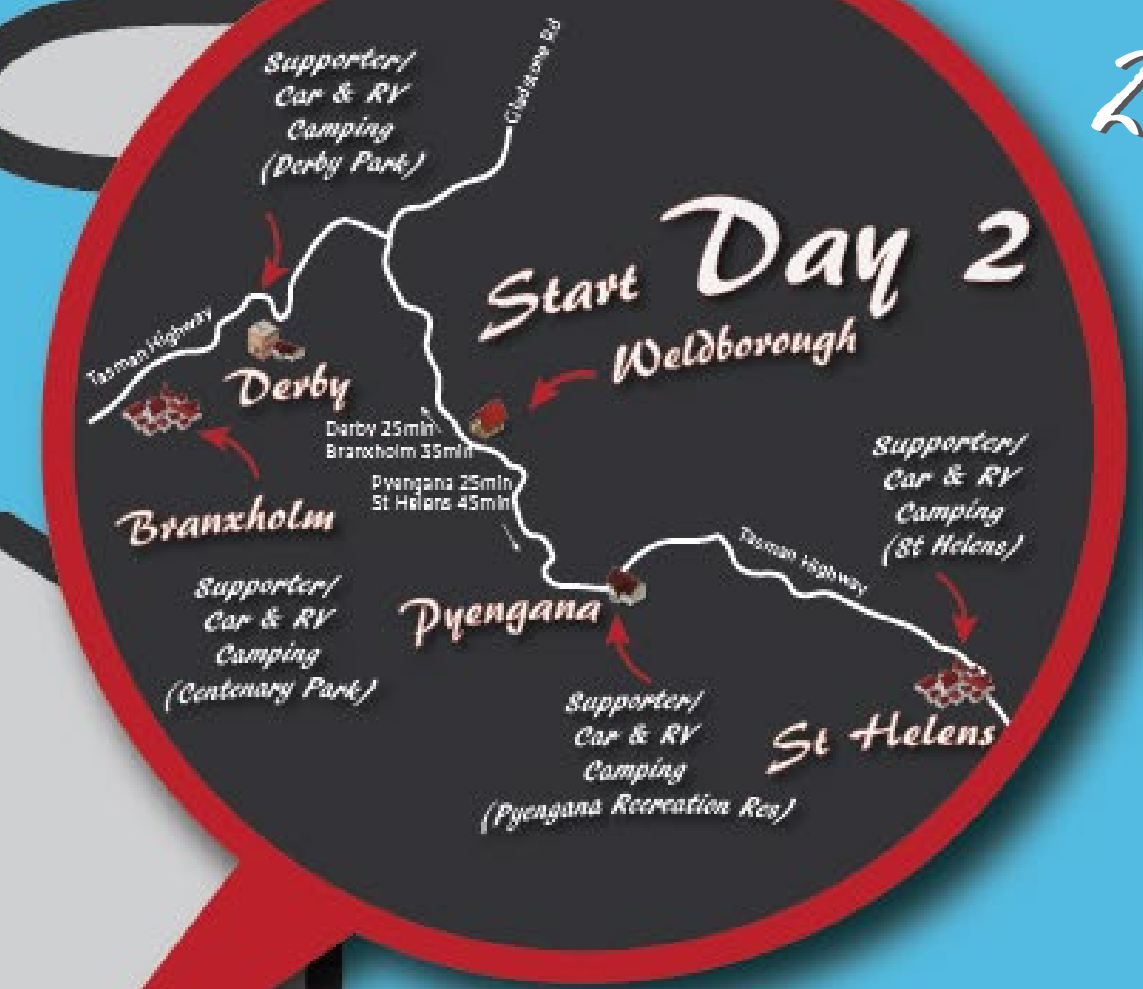 Supporter/
Car & RV
Camping
(Derby Park)
Gladstone Rd
Start Day 2
Weldborough
Tasman Highway
Derby
Derby 25min
Branxholm 35min
Pyengana 25min
St Helens 45min
Branxholm
Supporter/
Car & RV
Camping
(Centenary Park)
Supporter/
Car & RV
Camping
(St Helens)
Tasman Highway
Pyengana
Supporter/
Car & RV
Camping
(Pyengana Recreation Res)
St Helens